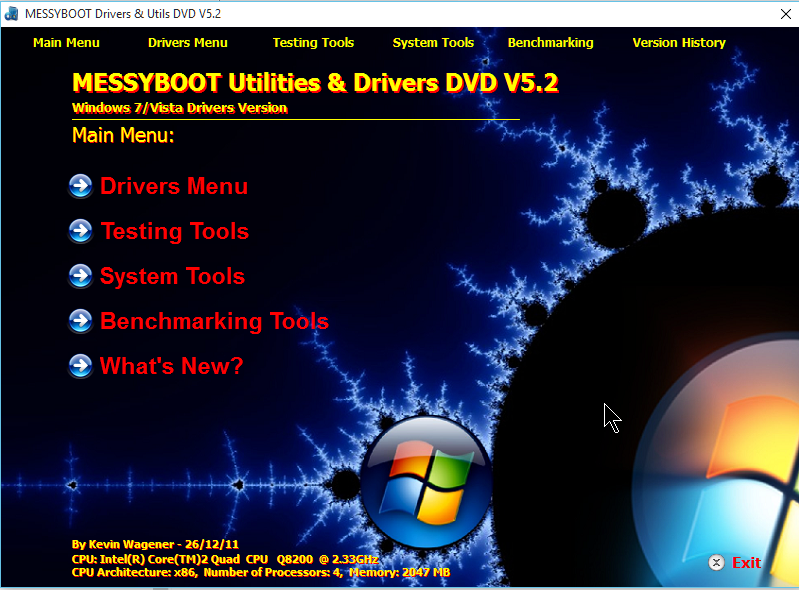 MESSYBOOT Drivers & Utils DVD V5.2
Main Menu Drivers Menu Testing Tools System Tools Benchmarking Version History
MESSYBOOT Utilities & Drivers DVD V5.2
Windows 7/Vista Drivers Version
Main Menu:
Drivers Menu
Testing Tools
System Tools
Benchmarking Tools
What's New?
By Kevin Wagener - 26/12/11
CPU: Intel(R) Core(TM)2 Quad CPU Q8200 @ 2.33GHz
CPU Architecture: x86, Number of Processors: 4, Memory: 2047 MB
Exit